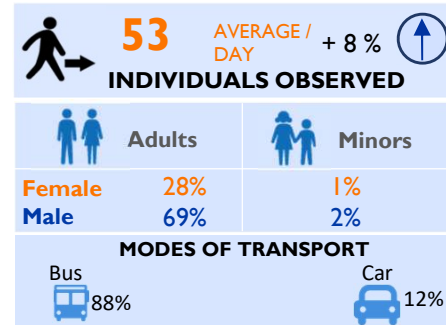 53 AVERAGE / DAY + 8 %
INDIVIDUALS OBSERVED
Adults Minors
Female 28% 1%
Male 69% 2%
MODES OF TRANSPORT
Bus Car
88% 12%